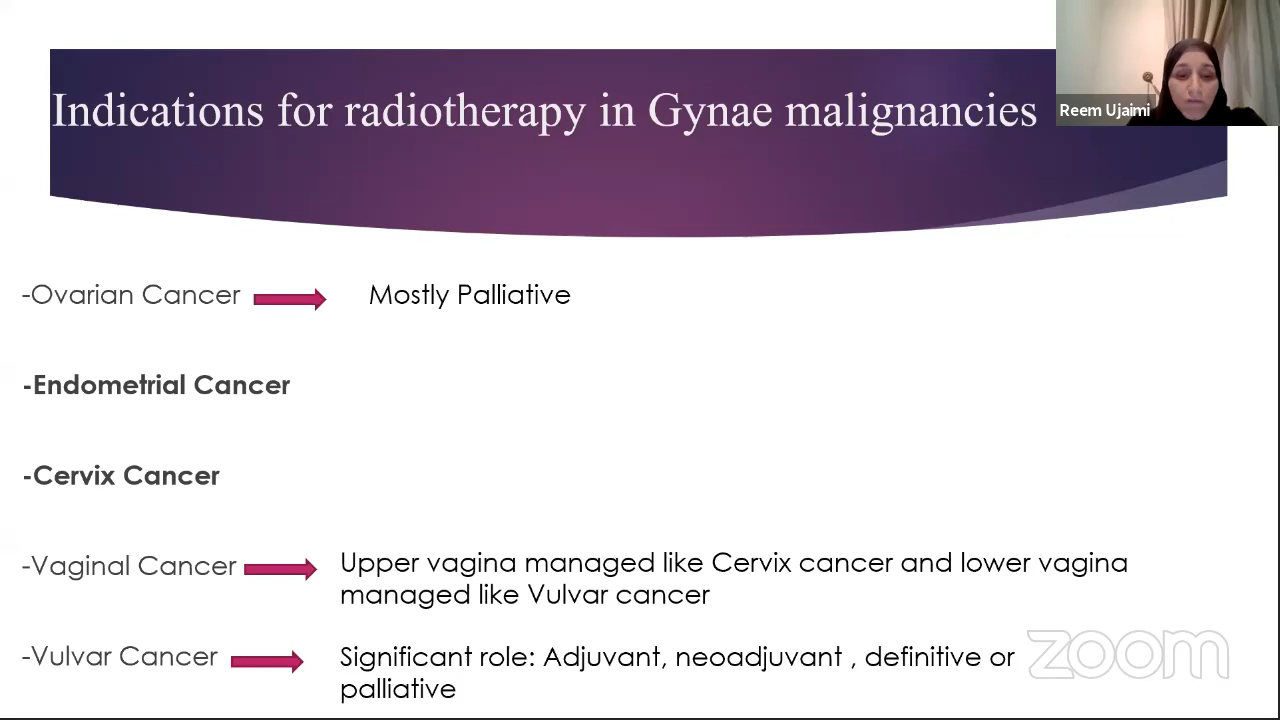 Indications for radiotherapy in Gynae malignancies
Reem Ujaimi
-Ovarian Cancer
Mostly Palliative
-Endometrial Cancer
-Cervix Cancer
-Vaginal Cancer
Upper vagina managed like Cervix cancer and lower vagina
managed like Vulvar cancer
-Vulvar Cancer
Significant role: Adjuvant, neoadjuvant , definitive or
palliative
zoom